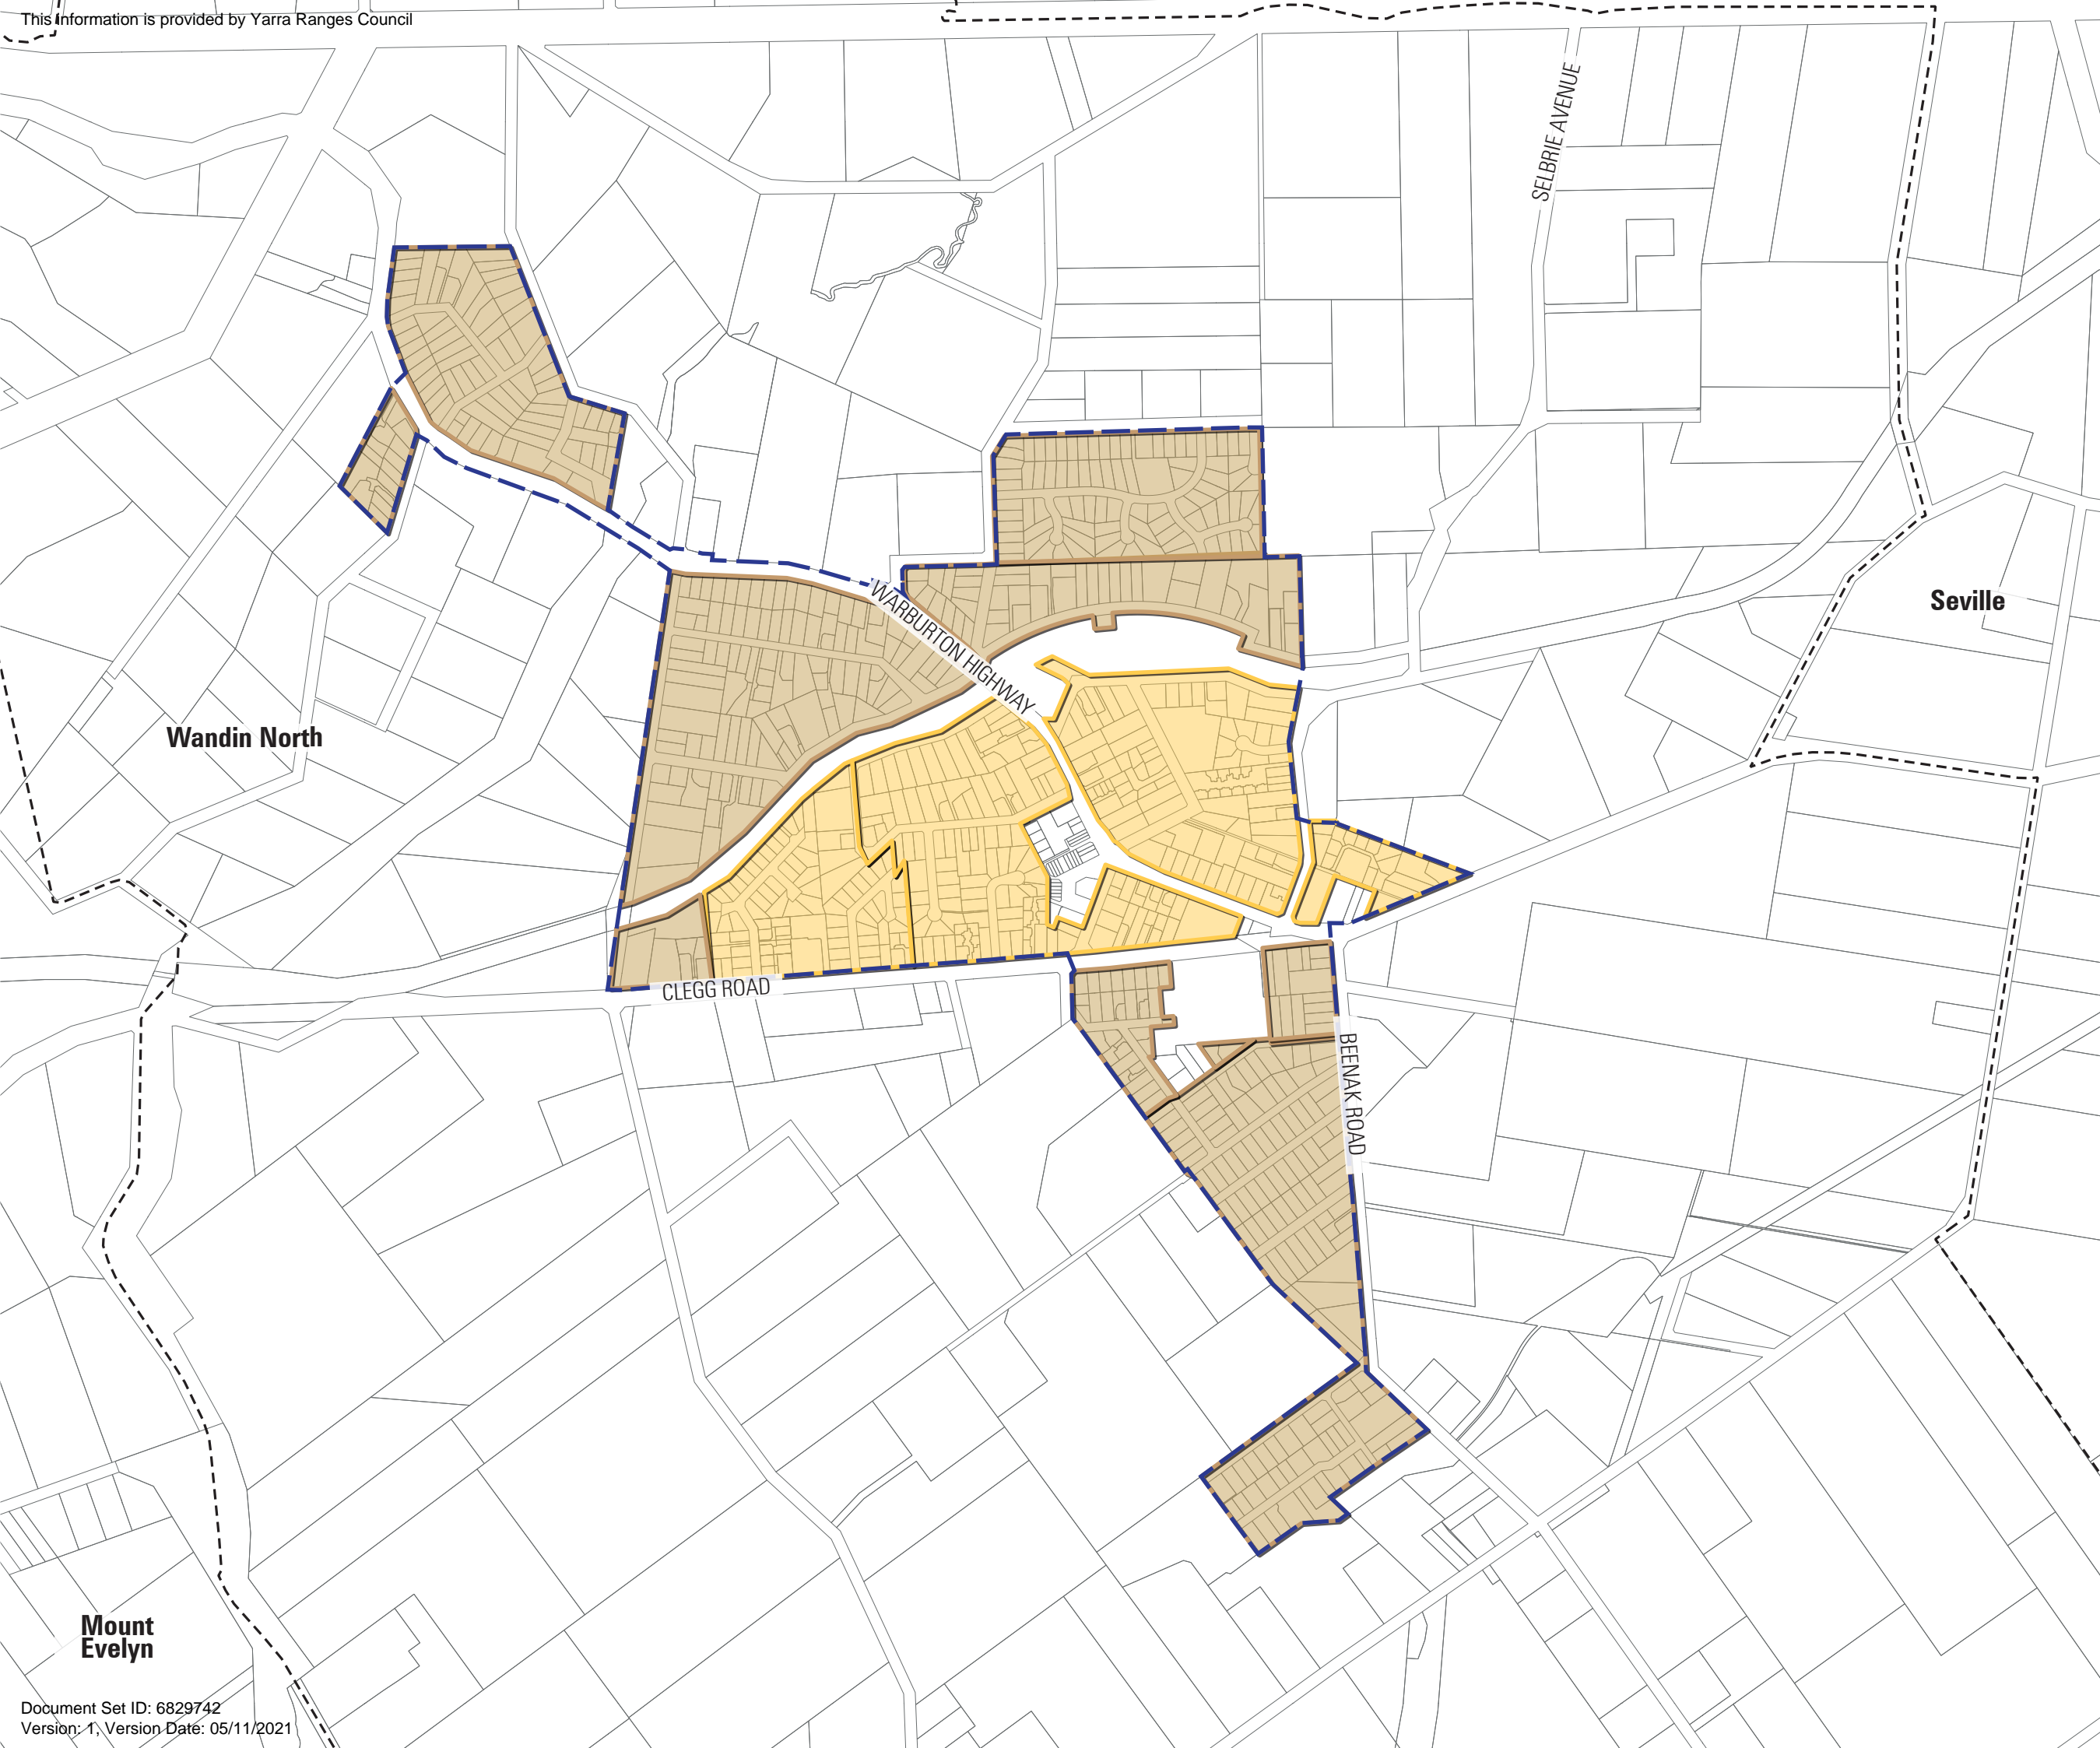 This information is provided by Yarra Ranges Council
SELBRIE AVENUE
Seville
WARBURTON HIGHWAY
Wandin North
CLEGG ROAD
BEENAK ROAD
Mount
Evelyn
Document Set ID: 6829742
Version: 1, Version Date: 05/11/2021